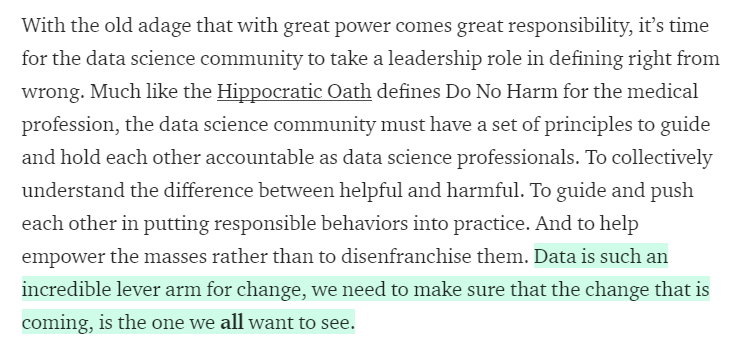 With the old adage that with great power comes great responsibility, it’s time
for the data science community to take a leadership role in defining right from
wrong. Much like the Hippocratic Oath defines Do No Harm for the medical
profession, the data science community must have a set of principles to guide
and hold each other accountable as data science professionals. To collectively
understand the difference between helpful and harmful. To guide and push
each other in putting responsible behaviors into practice. And to help
empower the masses rather than to disenfranchise them. Data is such an
incredible lever arm for change, we need to make sure that the change that is
coming, is the one we all want to see.